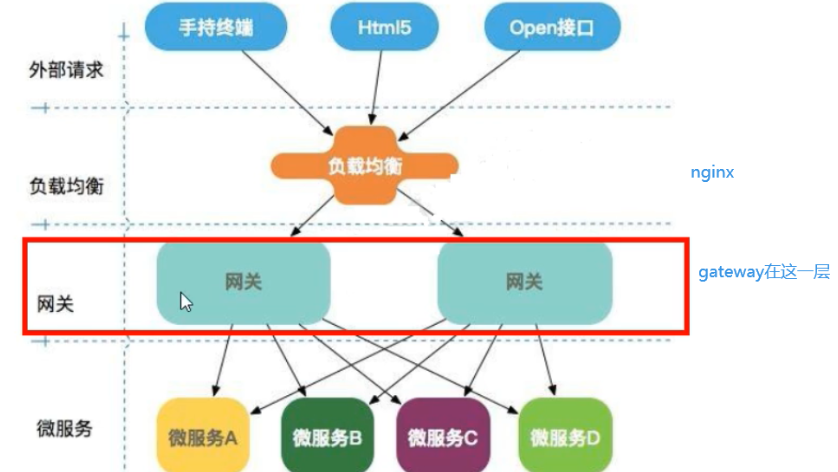 手持终端
Html5
Open接口
外部请求
负载均衡
负载均衡
nginx
网关
网关
网关
gateway在这一层
微服务
微服务A
微服务B
微服务C
微服务D